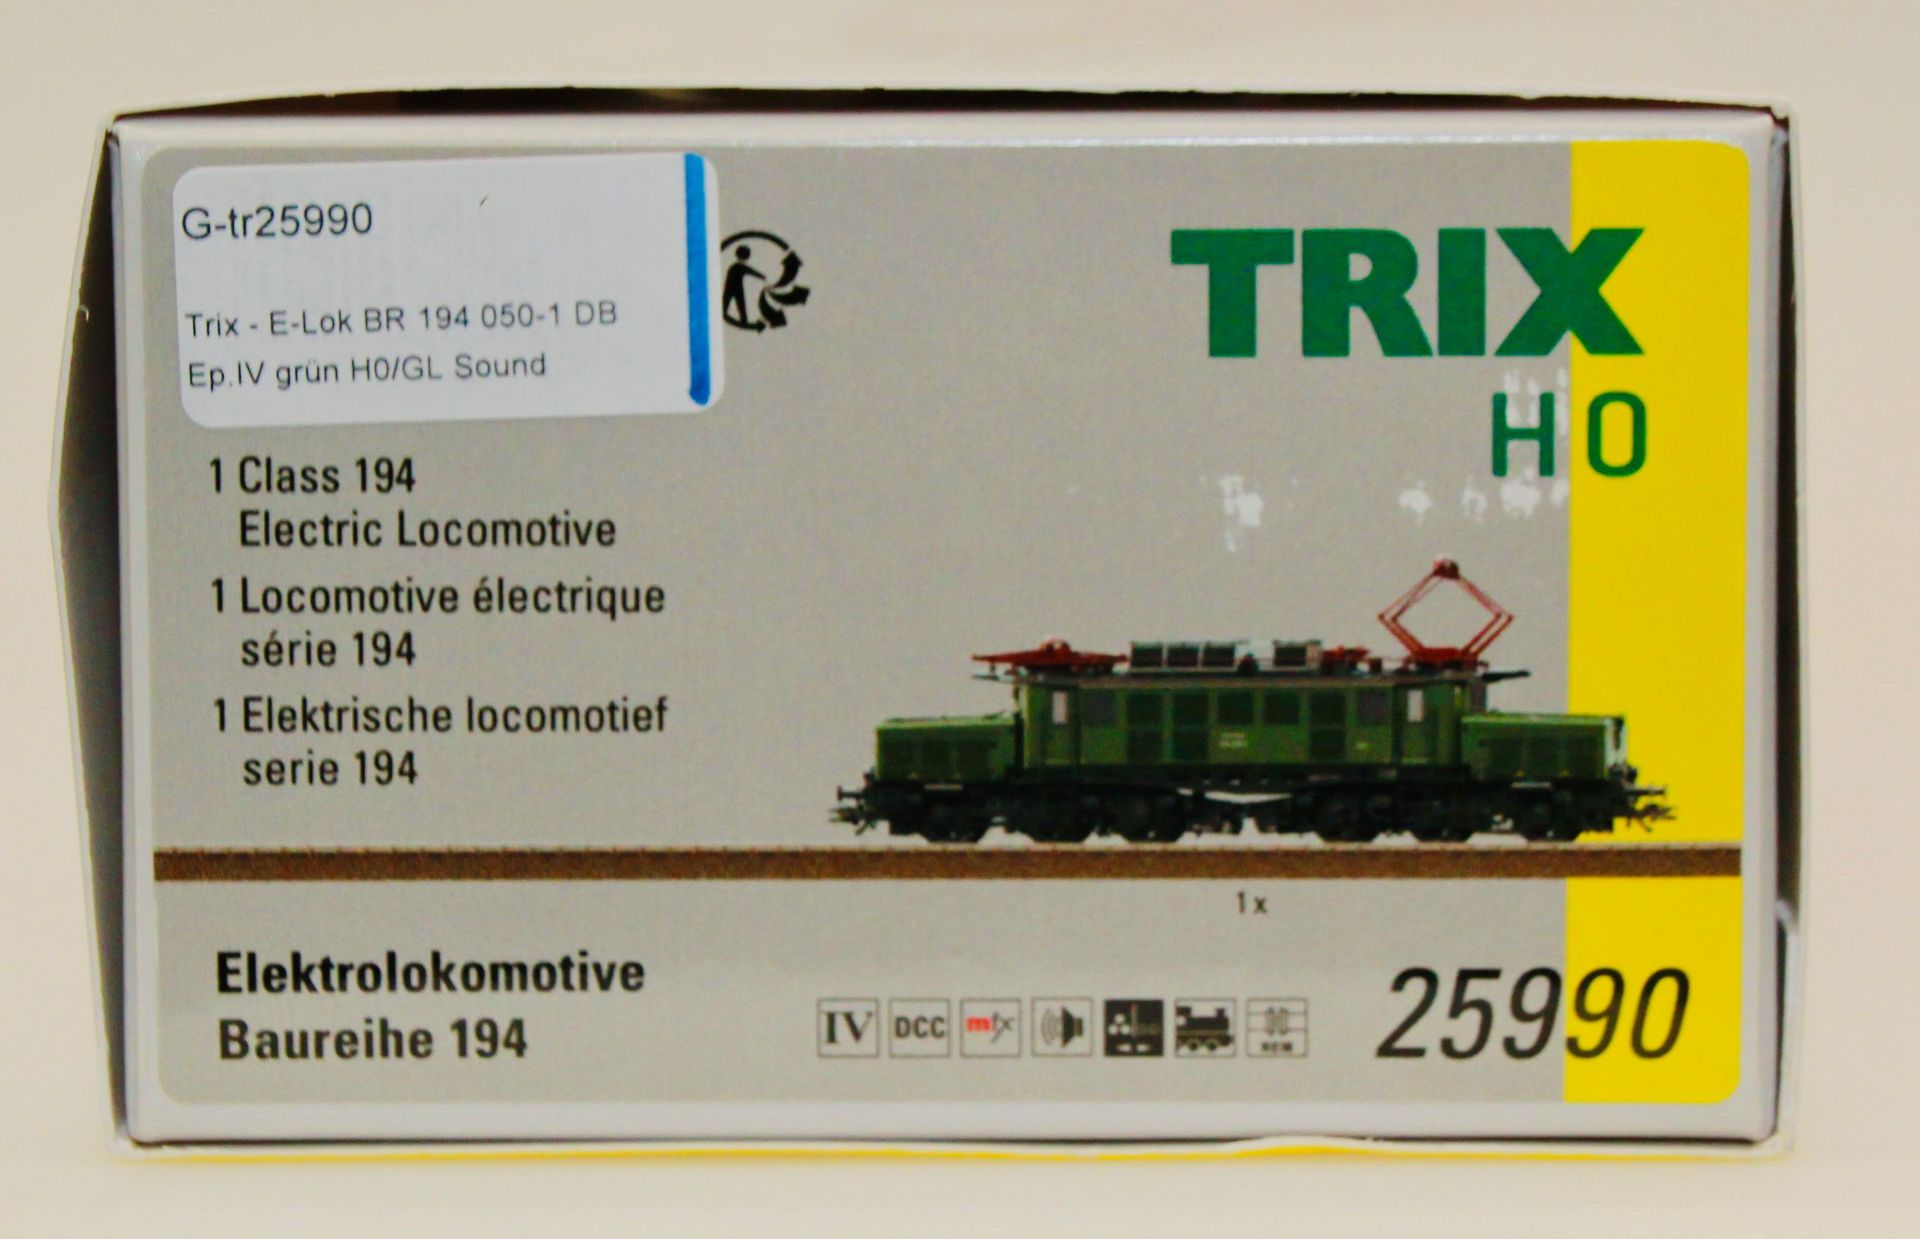 G-tr25990
Trix - E-Lok BR 194 050-1 DB
Ep.IV grün H0/GL Sound
TRIX
H0
1 Class 194
Electric Locomotive
1 Locomotive électrique
série 194
1 Elektrische locomotief
serie 194
1 x
Elektrolokomotive
Baureihe 194
IV DCC mfx
25990